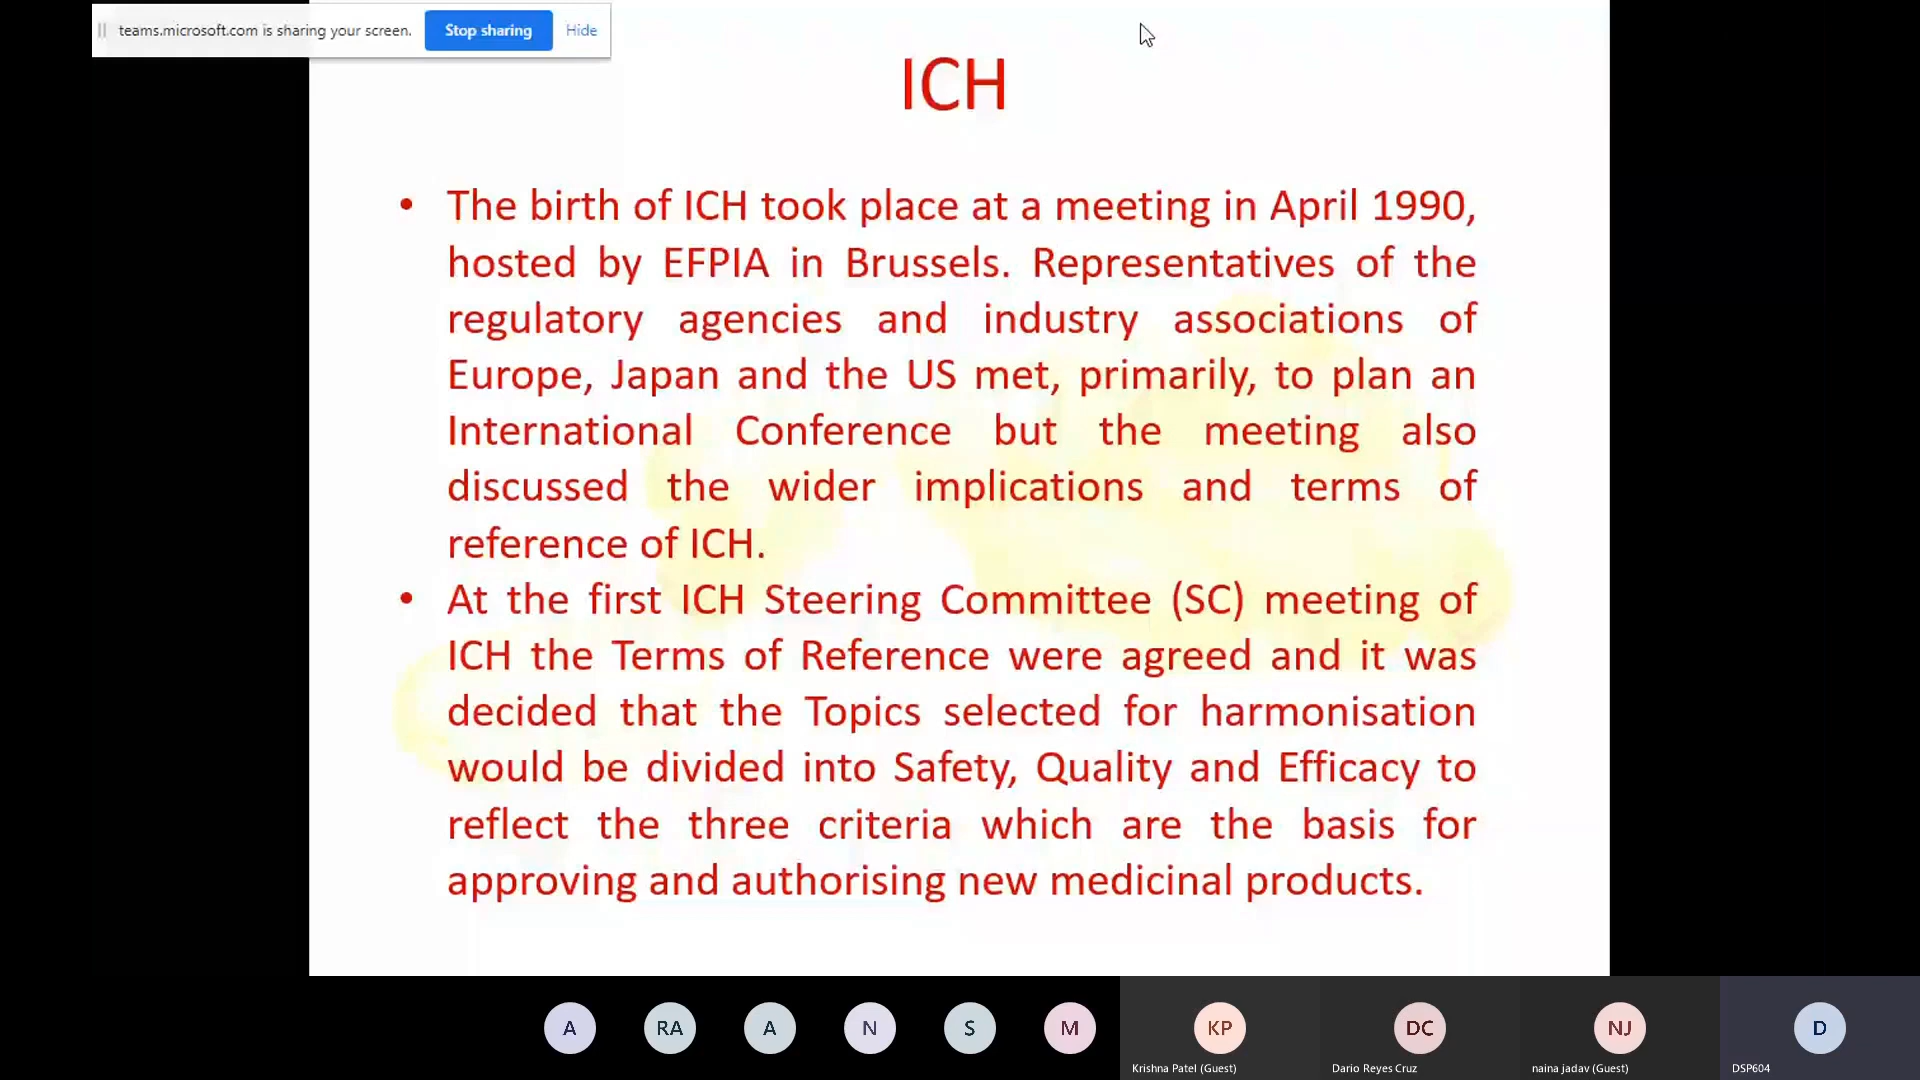 teams.microsoft.com is sharing your screen.
Stop sharing
Hide
ICH
• The birth of ICH took place at a meeting in April 1990,
hosted by EFPIA in Brussels. Representatives of the
regulatory agencies and industry associations of
Europe, Japan and the US met, primarily, to plan an
International Conference but the meeting also
discussed the wider implications and terms of
reference of ICH.
• At the first ICH Steering Committee (SC) meeting of
ICH the Terms of Reference were agreed and it was
decided that the Topics selected for harmonisation
would be divided into Safety, Quality and Efficacy to
reflect the three criteria which are the basis for
approving and authorising new medicinal products.
A
RA
A
N
S
M
KP
DC
NJ
D
Krishna Patel (Guest)
Dario Reyes Cruz
naina jadav (Guest)
DSP604